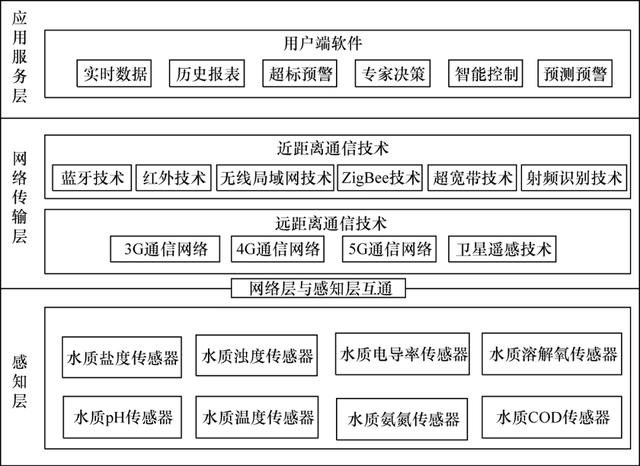 应用服务层
用户端软件
实时数据 历史报表 超标预警 专家决策 智能控制 预测预警
网络传输层
近距离通信技术
蓝牙技术 红外技术 无线局域网技术 ZigBee技术 超宽带技术 射频识别技术
远距离通信技术
3G通信网络 4G通信网络 5G通信网络 卫星遥感技术
网络层与感知层互通
感知层
水质盐度传感器 水质浊度传感器 水质电导率传感器 水质溶解氧传感器
水质pH传感器 水质温度传感器 水质氨氮传感器 水质COD传感器